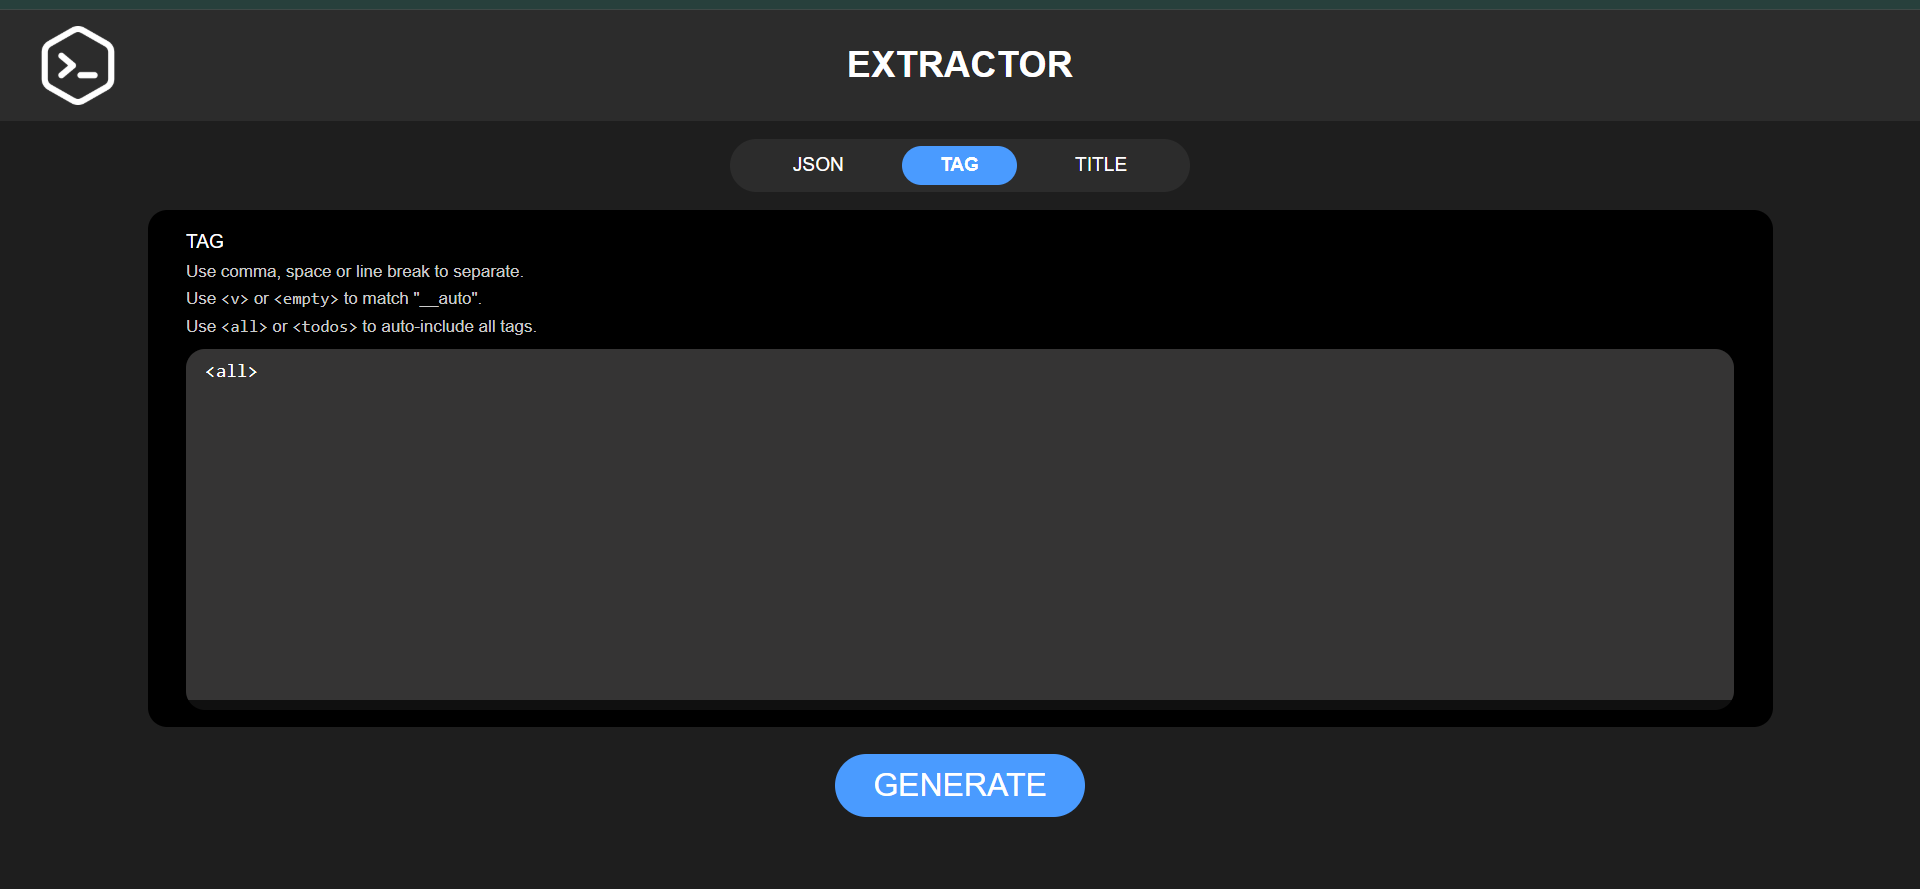 EXTRACTOR
JSON TAG TITLE
TAG
Use comma, space or line break to separate.
Use <v> or <empty> to match "__auto".
Use <all> or <todos> to auto-include all tags.
<all>
GENERATE